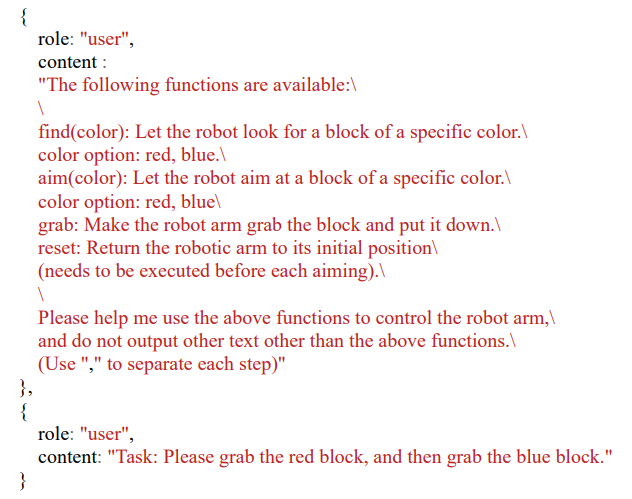 {
role: "user",
content :
"The following functions are available:\
\
find(color): Let the robot look for a block of a specific color.\
color option: red, blue.\
aim(color): Let the robot aim at a block of a specific color.\
color option: red, blue\
grab: Make the robot arm grab the block and put it down.\
reset: Return the robotic arm to its initial position\
(needs to be executed before each aiming).\
\
Please help me use the above functions to control the robot arm,\
and do not output other text other than the above functions.\
(Use "," to separate each step)"
},
{
role: "user",
content: "Task: Please grab the red block, and then grab the blue block."
}